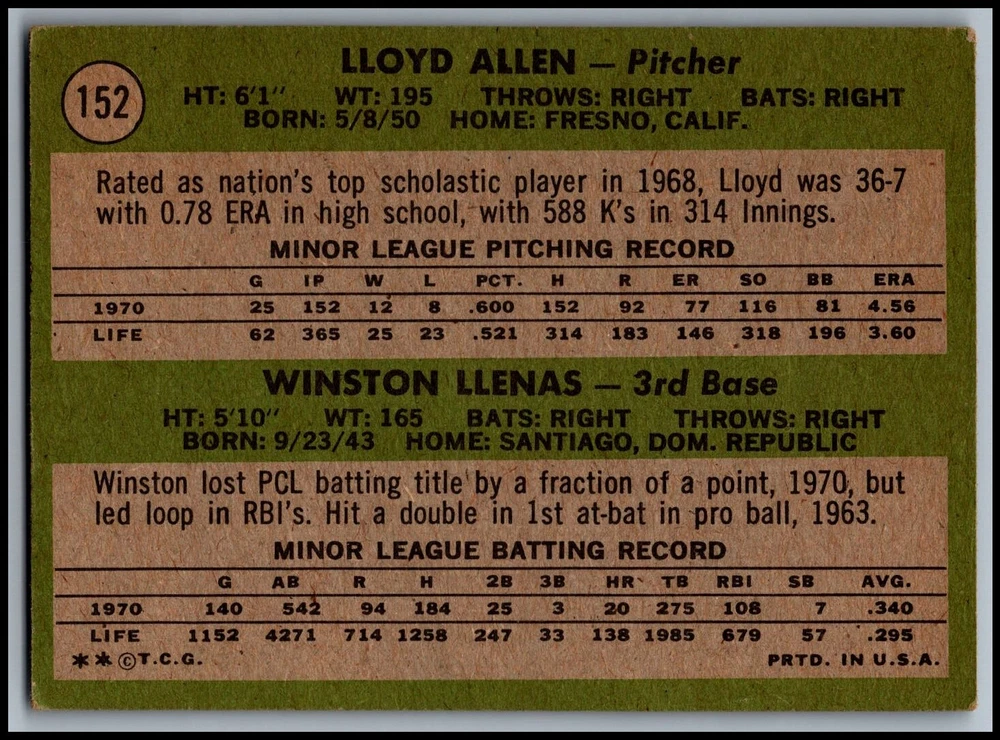 152
LLOYD ALLEN — Pitcher
HT: 6'1" WT: 195 THROWS: RIGHT BATS: RIGHT
BORN: 5/8/50 HOME: FRESNO, CALIF.
Rated as nation's top scholastic player in 1968, Lloyd was 36-7
with 0.78 ERA in high school, with 588 K's in 314 Innings.
MINOR LEAGUE PITCHING RECORD
G IP W L PCT. H R ER SO BB ERA
1970 25 152 12 8 .600 152 92 77 116 81 4.56
LIFE 62 365 25 23 .521 314 183 146 318 196 3.60
WINSTON LLENAS — 3rd Base
HT: 5'10" WT: 165 BATS: RIGHT THROWS: RIGHT
BORN: 9/23/43 HOME: SANTIAGO, DOM. REPUBLIC
Winston lost PCL batting title by a fraction of a point, 1970, but
led loop in RBI's. Hit a double in 1st at-bat in pro ball, 1963.
MINOR LEAGUE BATTING RECORD
G AB R H 2B 3B HR TB RBI SB AVG.
1970 140 542 94 184 25 3 20 275 108 7 .340
LIFE 1152 4271 714 1258 247 33 138 1985 679 57 .295
**©T.C.G. PRTD. IN U.S.A.